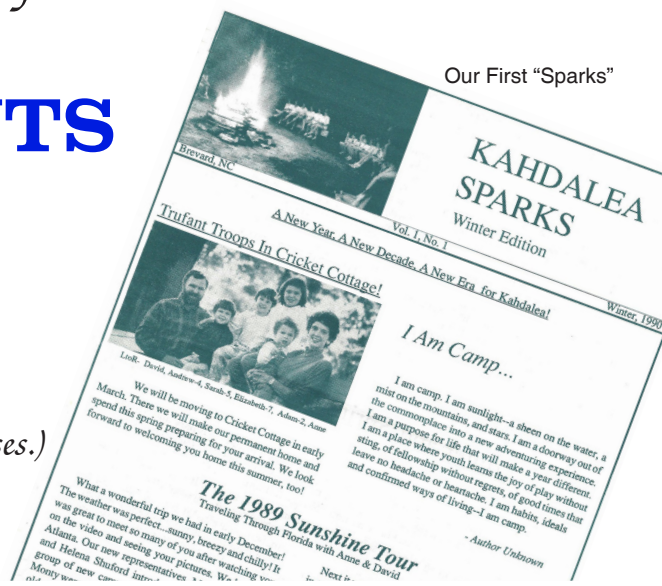 Our First “Sparks”
NTS
KAHDALEA
SPARKS
Winter Edition
Brevard, NC
Vol. 1, No. 1
Winter, 1990
A New Year, A New Decade, A New Era for Kahdalea!
Trufant Troops In Cricket Cottage!
LtoR- David, Andrew-4, Sarah-5, Elizabeth-7, Adam-2, Anne
We will be moving to Cricket Cottage in early
March. There we will make our permanent home and
spend this spring preparing for your arrival. We look
forward to welcoming you home this summer, too!
I Am Camp...
I am camp. I am sunlight--a sheen on the water, a
mist on the mountains, and stars. I am a doorway out of
the commonplace into a new adventuring experience.
I am a purpose for life that will make a year different.
I am a place where youth learns the joy of play without
sting, of fellowship without regrets, of good times that
leave no headache or heartache. I am habits, ideals
and confirmed ways of living--I am camp.
- Author Unknown
ses.)
The 1989 Sunshine Tour
Traveling Through Florida with Anne & David
What a wonderful trip we had in early December!
The weather was perfect...sunny, breezy and chilly! It
was great to meet so many of you after watching you
on the video and seeing your pictures. We
Atlanta. Our new representatives
and Helena Shuford
group of new
Monty
Next